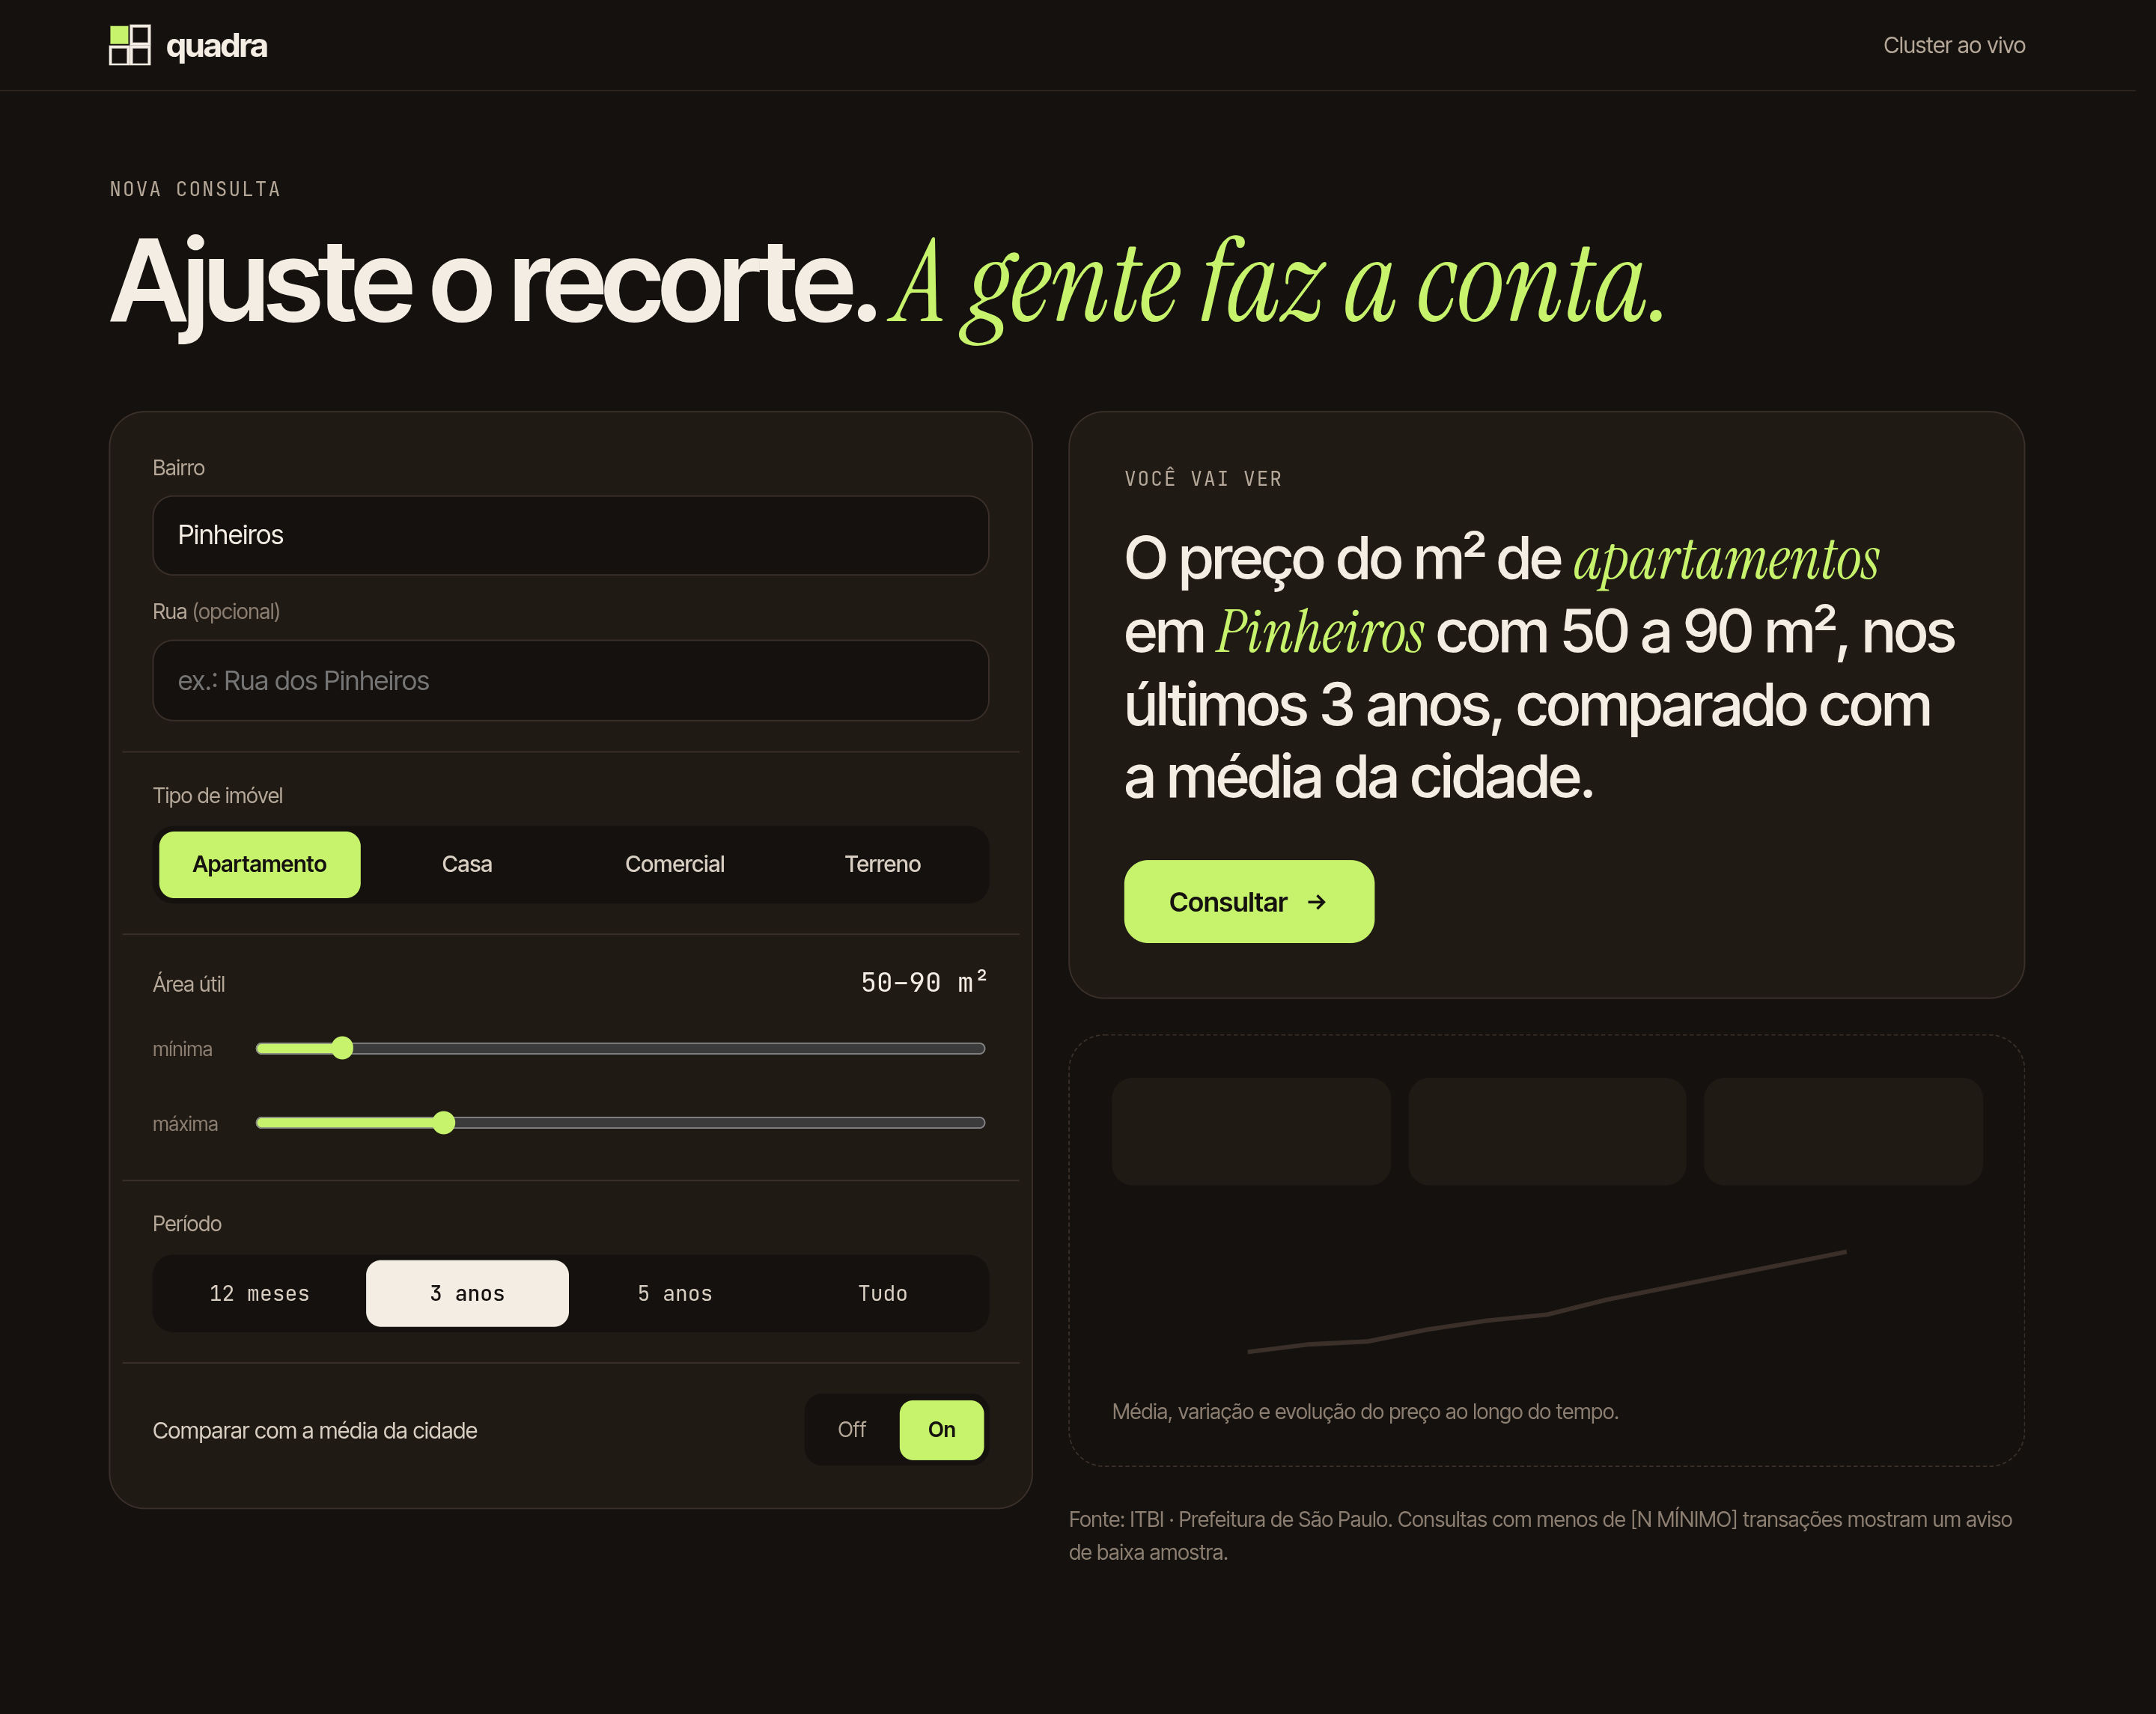 quadra
Cluster ao vivo
NOVA CONSULTA
Ajuste o recorte. A gente faz a conta.
Bairro
Pinheiros
Rua (opcional)
ex.: Rua dos Pinheiros
Tipo de imóvel
Apartamento Casa Comercial Terreno
Área útil 50–90 m²
mínima
máxima
Período
12 meses 3 anos 5 anos Tudo
Comparar com a média da cidade Off On
VOCÊ VAI VER
O preço do m² de apartamentos
em Pinheiros com 50 a 90 m², nos
últimos 3 anos, comparado com
a média da cidade.
Consultar →
Média, variação e evolução do preço ao longo do tempo.
Fonte: ITBI · Prefeitura de São Paulo. Consultas com menos de [N MÍNIMO] transações mostram um aviso
de baixa amostra.